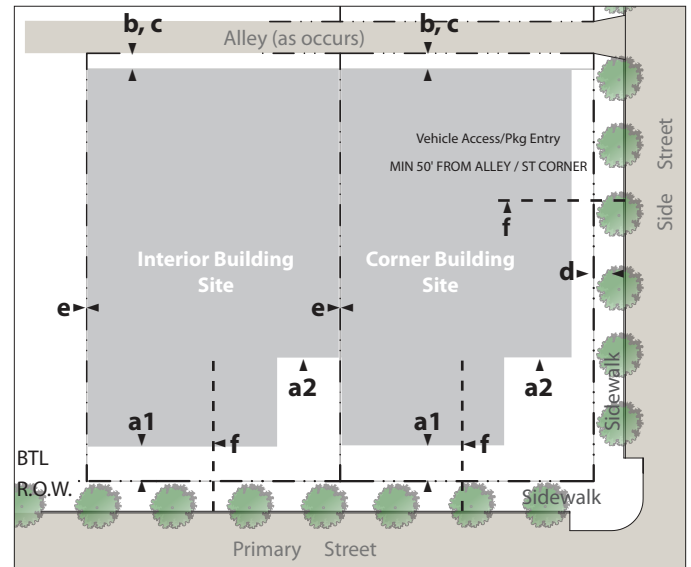 b, c
b, c
Alley (as occurs)
Vehicle Access/Pkg Entry
MIN 50' FROM ALLEY / ST CORNER
Street
Side
f
Interior Building
Site
Corner Building
Site
d
e
e
a2
a2
Sidewalk
a1
a1
f
f
BTL
R.O.W.
Sidewalk
Primary Street